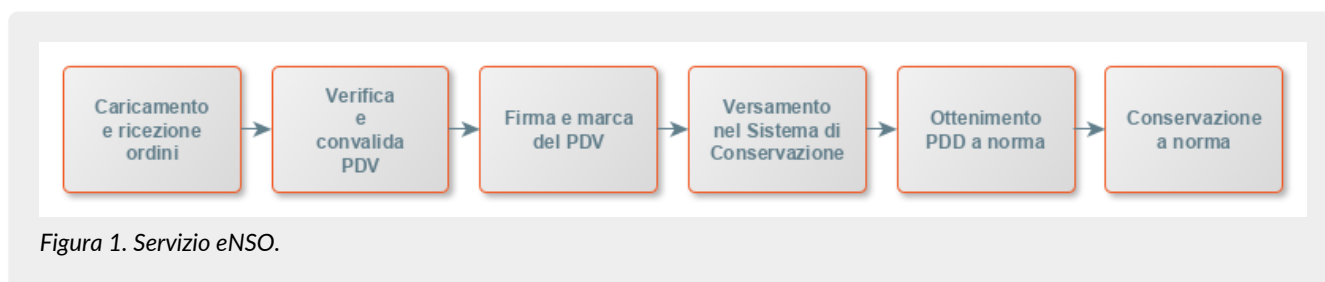 Caricamento
e ricezione
ordini
Verifica
e
convalida
PDV
Firma e marca
del PDV
Versamento
nel Sistema di
Conservazione
Ottenimento
PDD a norma
Conservazione
a norma
Figura 1. Servizio eNSO.